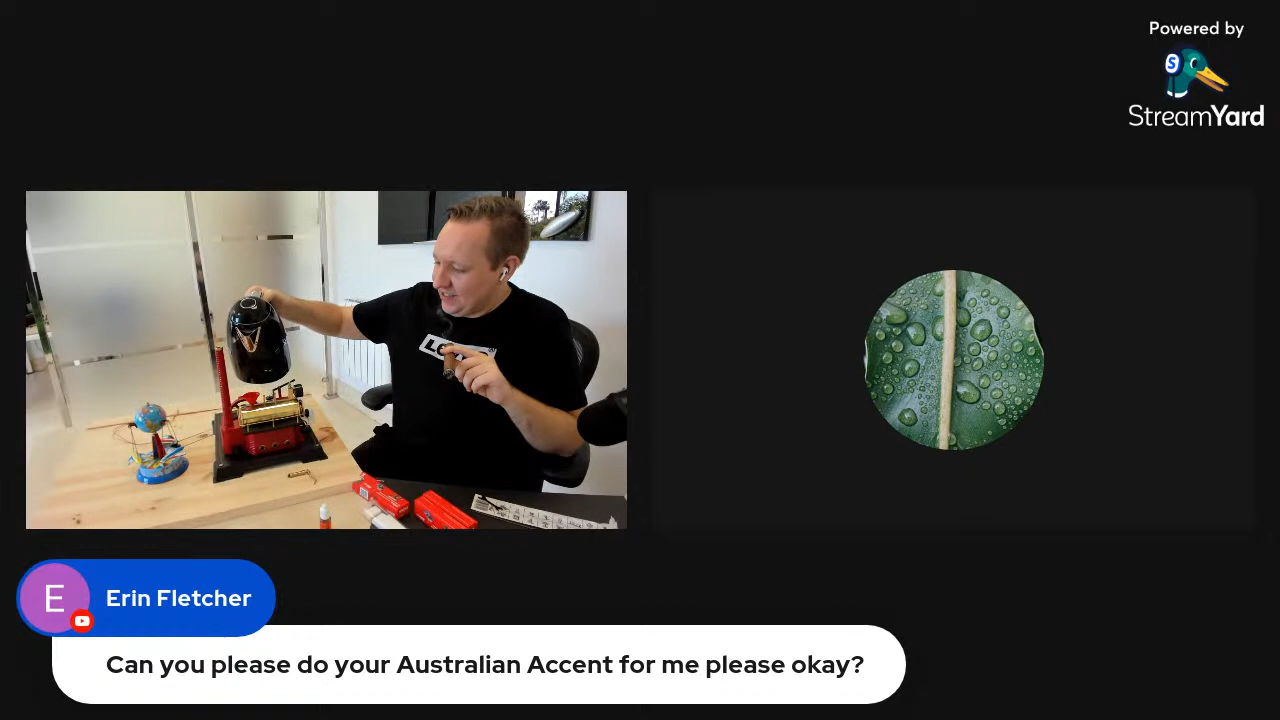 Powered by
S
StreamYard
E
Erin Fletcher
Can you please do your Australian Accent for me please okay?